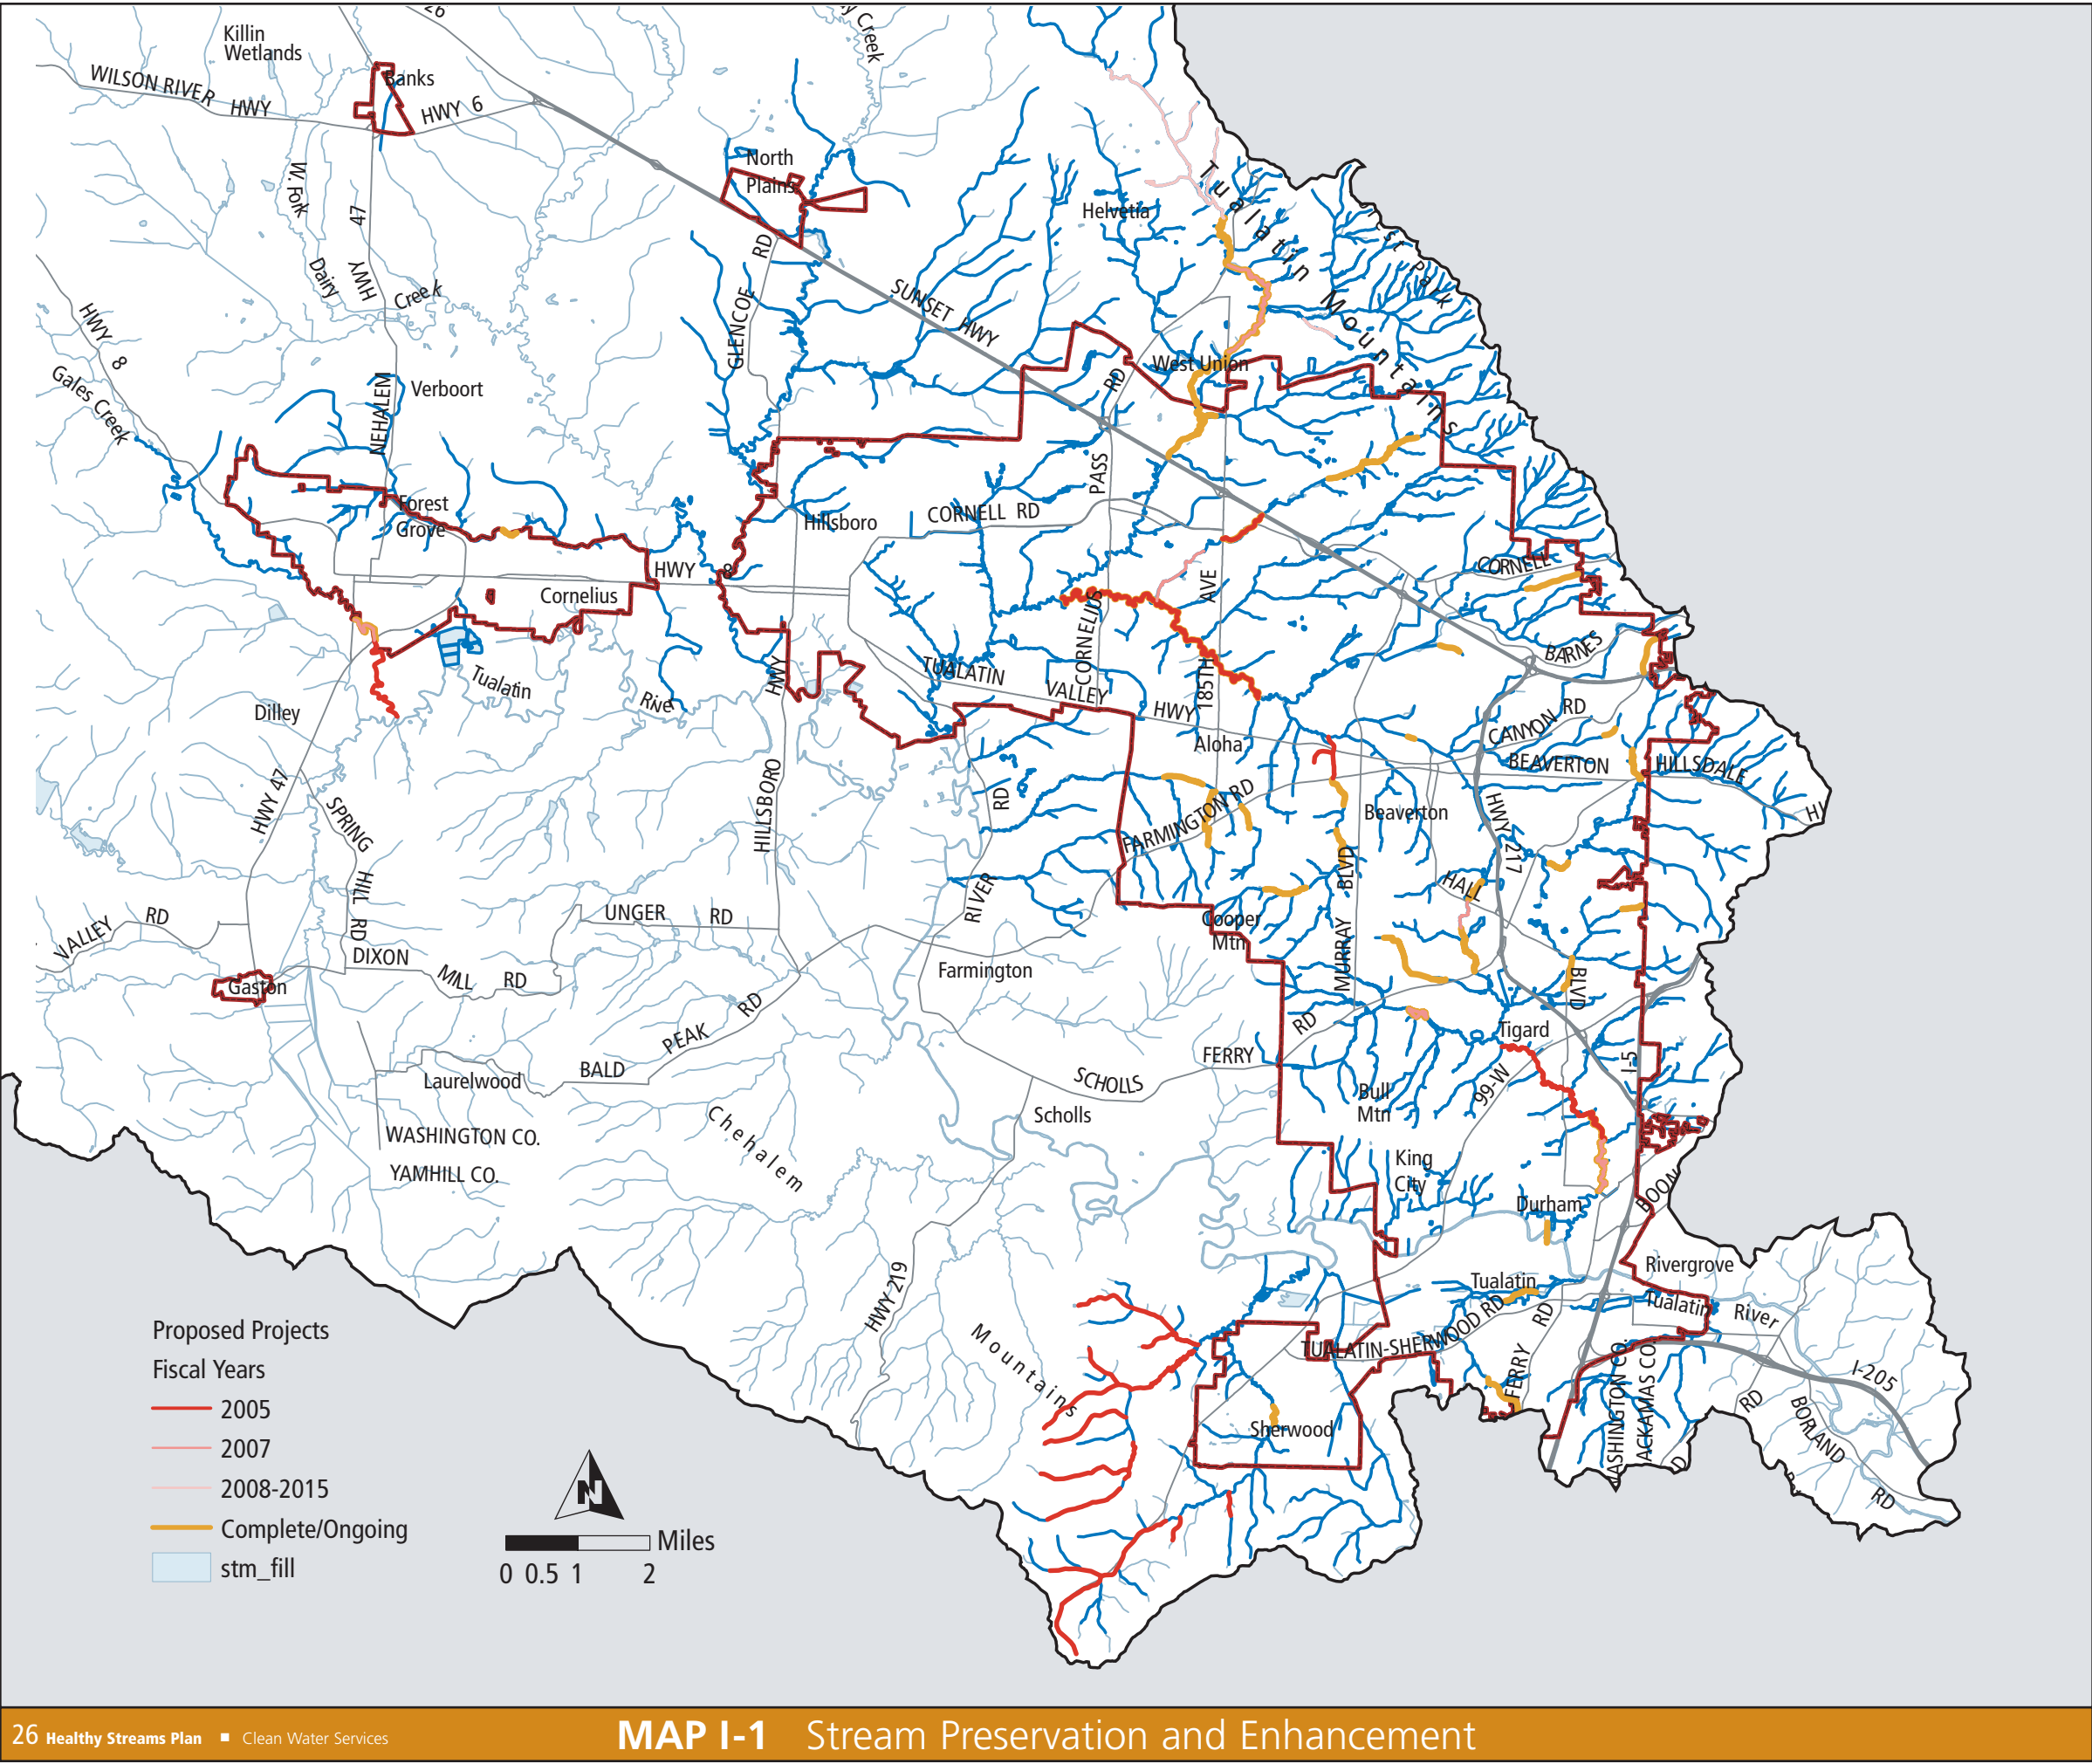 26
y Creek
Killin
Wetlands
Banks
WILSON RIVER HWY
HWY 6
North
Plains
W. Fork
Dairy
Creek
47
HWY
NEHALEM
Helvetia
Tualatin Mountains
Park
RD
GLENCOE
SUNSET HWY
HWY 8
Gales Creek
Verboort
West Union
RD
PASS
Forest
Grove
Hillsboro
CORNELL RD
HWY 8
Cornelius
CORNELIUS
AVE
185TH
CORNELL
BARNES
Tualatin
TUALATIN VALLEY HWY
HWY
Dilley
Aloha
CANYON RD
BEAVERTON HILLSDALE
HWY 47
SPRING HILL RD
HILLSBORO
RD
RIVER
FARMINGTON RD
Beaverton
HWY 217
BLVD
MURRAY
HALL
BLVD
VALLEY RD
UNGER RD
Cooper
Mtn
DIXON
MILL RD
Farmington
Gaston
BALD PEAK RD
Laurelwood
SCHOLLS FERRY RD
Tigard
I-5
99-W
Bull
Mtn
Scholls
WASHINGTON CO.
YAMHILL CO.
Chehalem
Mountains
King
City
Durham
BOON
Rivergrove
Tualatin
Tualatin River
HWY 219
TUALATIN-SHERWOOD RD
FERRY
RD
I-205
RD
BORLAND
RD
Sherwood
ASHINGTON CO.
ACKAMAS CO.
Proposed Projects
Fiscal Years
2005
2007
2008-2015
Complete/Ongoing
stm_fill
N
Miles
0 0.5 1 2
26 Healthy Streams Plan ■ Clean Water Services
MAP I-1 Stream Preservation and Enhancement